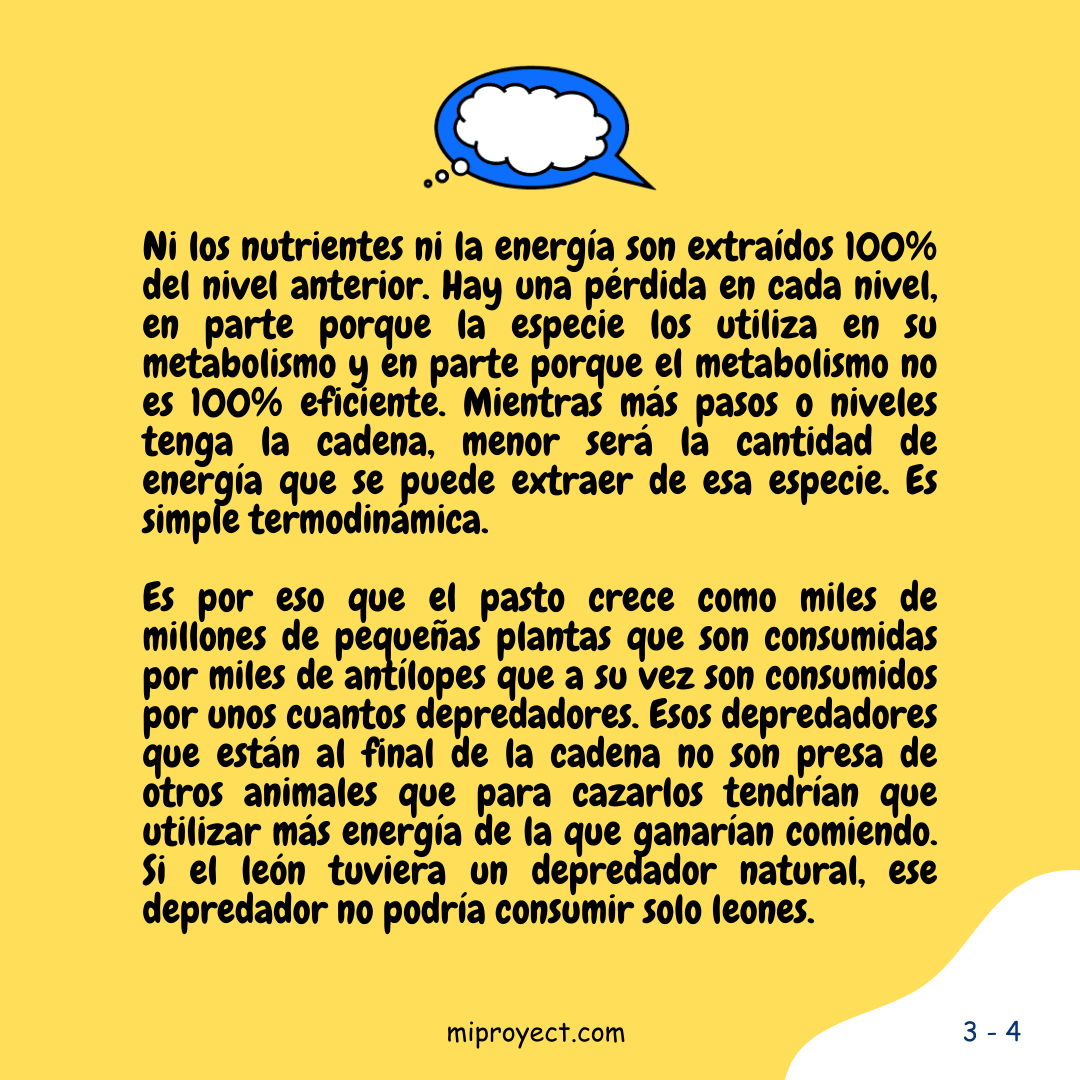 Ni los nutrientes ni la energía son extraídos 100%
del nivel anterior. Hay una pérdida en cada nivel,
en parte porque la especie los utiliza en su
metabolismo y en parte porque el metabolismo no
es 100% eficiente. Mientras más pasos o niveles
tenga la cadena, menor será la cantidad de
energía que se puede extraer de esa especie. Es
simple termodinámica.
Es por eso que el pasto crece como miles de
millones de pequeñas plantas que son consumidas
por miles de antílopes que a su vez son consumidos
por unos cuantos depredadores. Esos depredadores
que están al final de la cadena no son presa de
otros animales que para cazarlos tendrían que
utilizar más energía de la que ganarían comiendo.
Si el león tuviera un depredador natural, ese
depredador no podría consumir solo leones.
miproyect.com
3 - 4